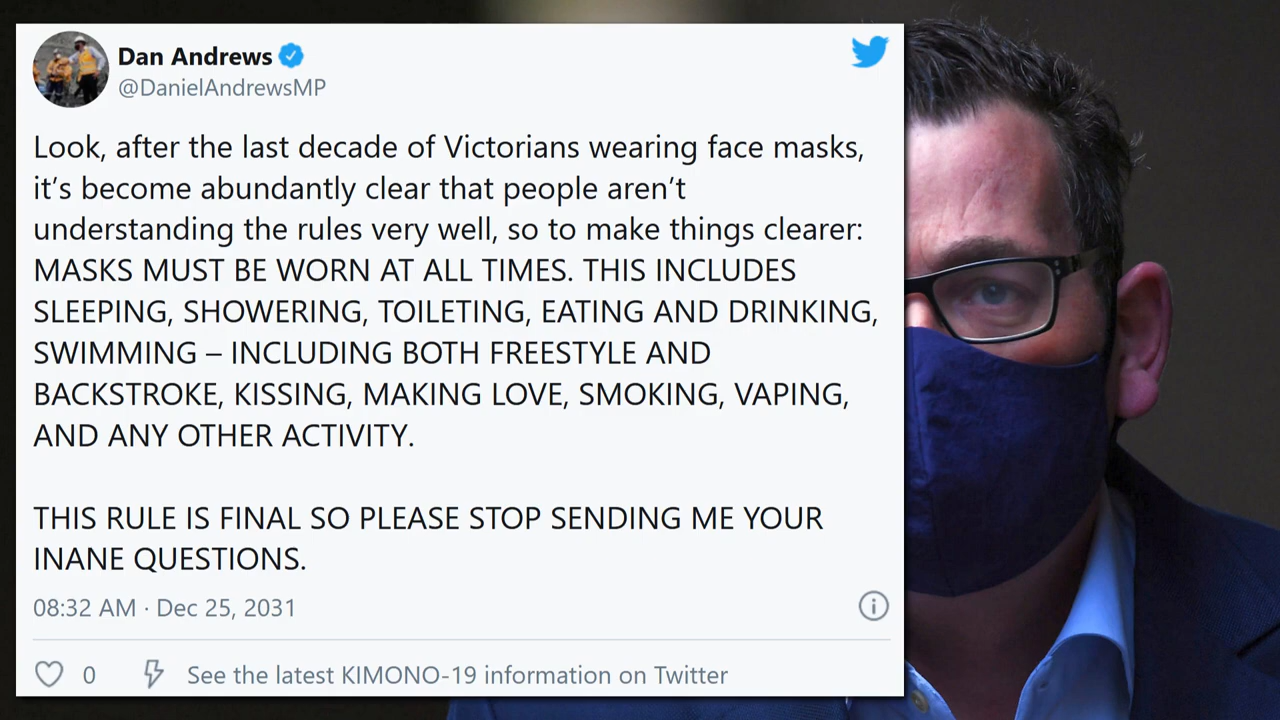 Dan Andrews
@DanielAndrewsMP
Look, after the last decade of Victorians wearing face masks,
it’s become abundantly clear that people aren’t
understanding the rules very well, so to make things clearer:
MASKS MUST BE WORN AT ALL TIMES. THIS INCLUDES
SLEEPING, SHOWERING, TOILETING, EATING AND DRINKING,
SWIMMING – INCLUDING BOTH FREESTYLE AND
BACKSTROKE, KISSING, MAKING LOVE, SMOKING, VAPING,
AND ANY OTHER ACTIVITY.
THIS RULE IS FINAL SO PLEASE STOP SENDING ME YOUR
INANE QUESTIONS.
08:32 AM · Dec 25, 2031
0 See the latest KIMONO-19 information on Twitter